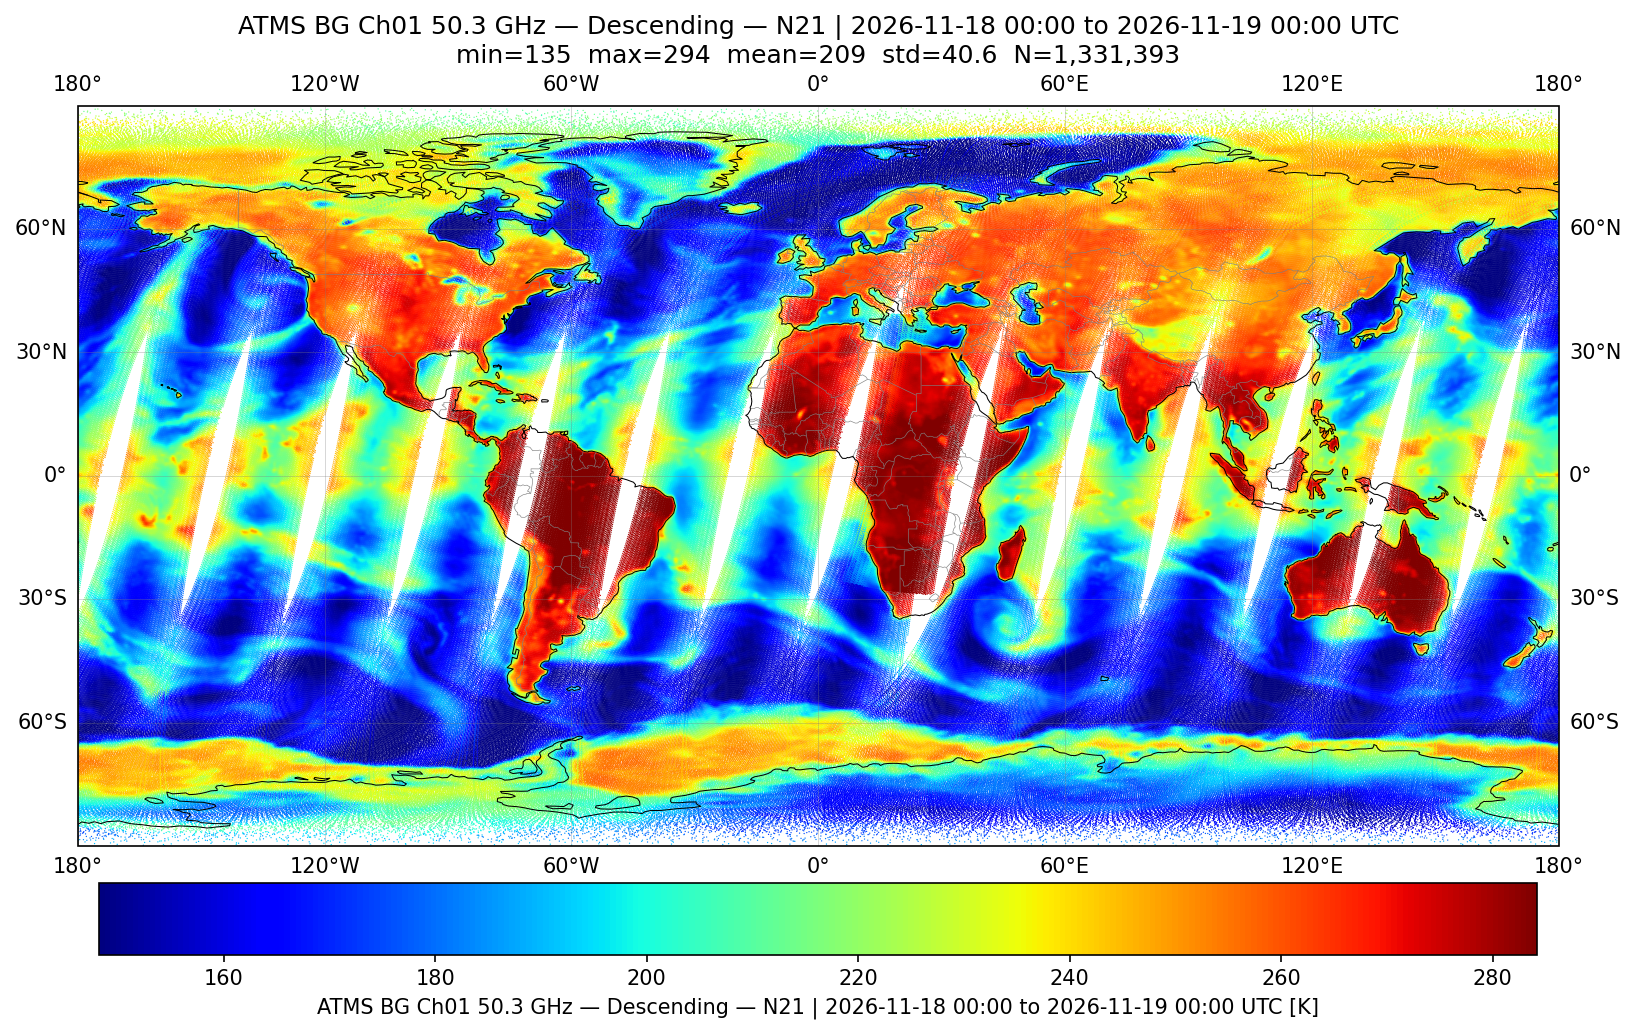 ATMS BG Ch01 50.3 GHz — Descending — N21 | 2026-11-18 00:00 to 2026-11-19 00:00 UTC
min=135  max=294  mean=209  std=40.6  N=1,331,393
180° 120°W 60°W 0° 60°E 120°E 180°
60°N 60°N
30°N 30°N
0° 0°
30°S 30°S
60°S 60°S
180° 120°W 60°W 0° 60°E 120°E 180°
160 180 200 220 240 260 280
ATMS BG Ch01 50.3 GHz — Descending — N21 | 2026-11-18 00:00 to 2026-11-19 00:00 UTC [K]